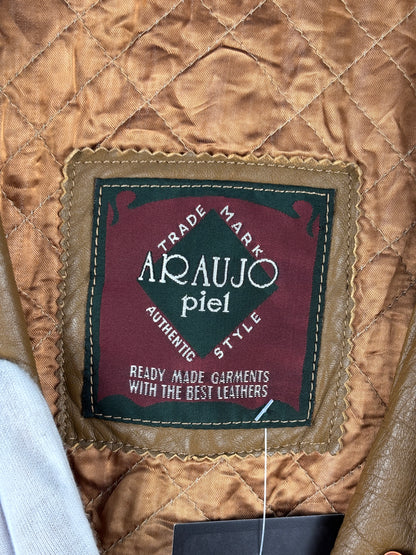 TRADE MARK
ARAUJO
piel
AUTHENTIC STYLE
READY MADE GARMENTS
WITH THE BEST LEATHERS